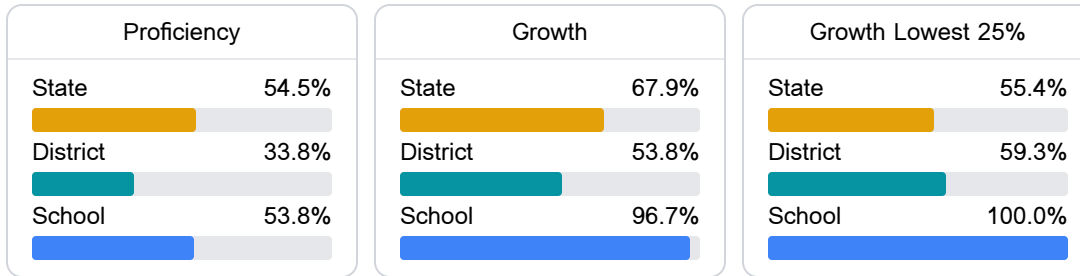 Proficiency
State 54.5%
District 33.8%
School 53.8%
Growth
State 67.9%
District 53.8%
School 96.7%
Growth Lowest 25%
State 55.4%
District 59.3%
School 100.0%